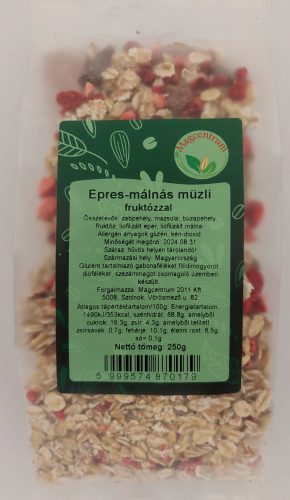 Magcentrum
Epres-málnás müzli
fruktózzal
Összetevők: zabpehely, mazsola, búzapehely,
fruktóz, liofilizált eper, liofilizált málna.
Allergén anyagok:glutén, kén-dioxid
Minőségét megőrzi: 2024.08.31
Száraz, hűvös helyen tárolandó!
Származási hely: Magyarország
Glutént tartalmazó gabonaféléket,földimogyorót,
dióféléket, szezámmagot csomagoló üzemben
készült.
Forgalmazza: Magcentrum 2011 Kft.
5008. Szolnok, Vörösmező u. 82.
Átlagos tápértéktartalom/100g: Energiatartalom:
1490kJ/353kcal, szénhidrát: 68,8g, amelyből
cukrok: 19,3g, zsír: 4,3g, amelyből telített
zsírsavak: 0,7g, fehérje: 10,1g, élelmi rost: 6,5g
só= 0,1g
Nettó tömeg: 250g
5 999574 870179